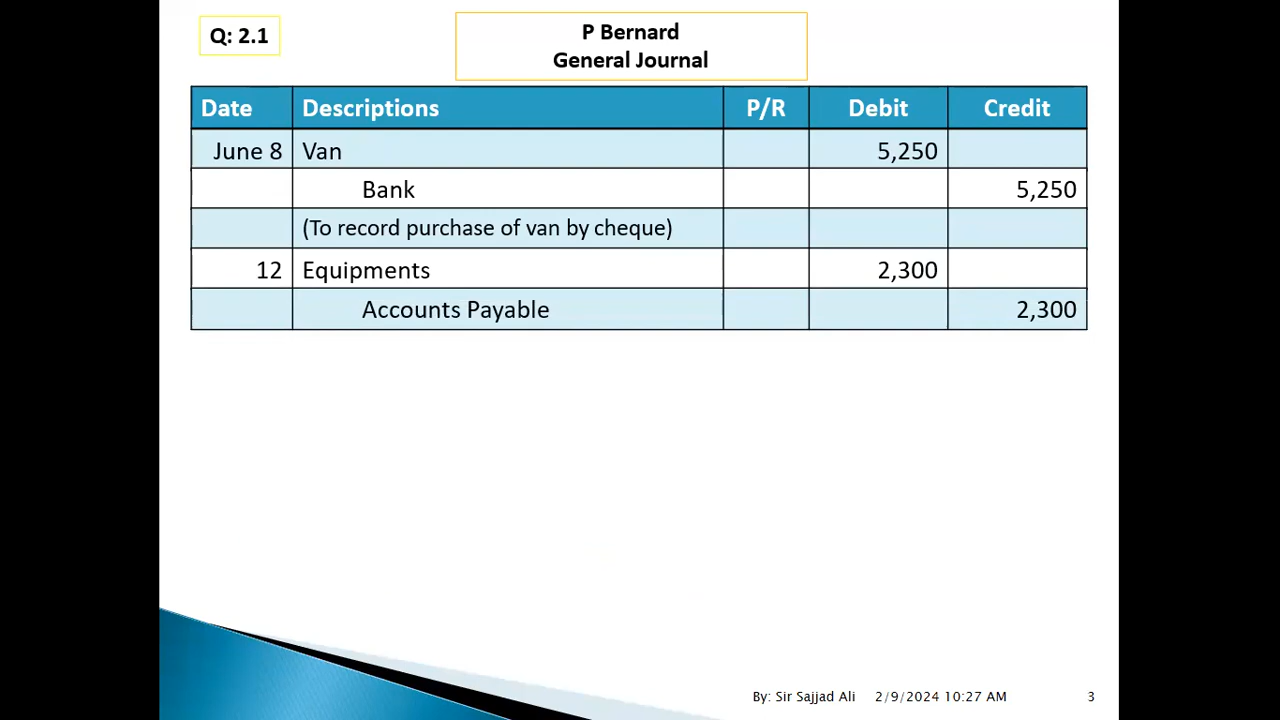 Q: 2.1
P Bernard
General Journal
Date Descriptions P/R Debit Credit
June 8 Van 5,250
Bank 5,250
(To record purchase of van by cheque)
12 Equipments 2,300
Accounts Payable 2,300
By: Sir Sajjad Ali 2/9/2024 10:27 AM 3